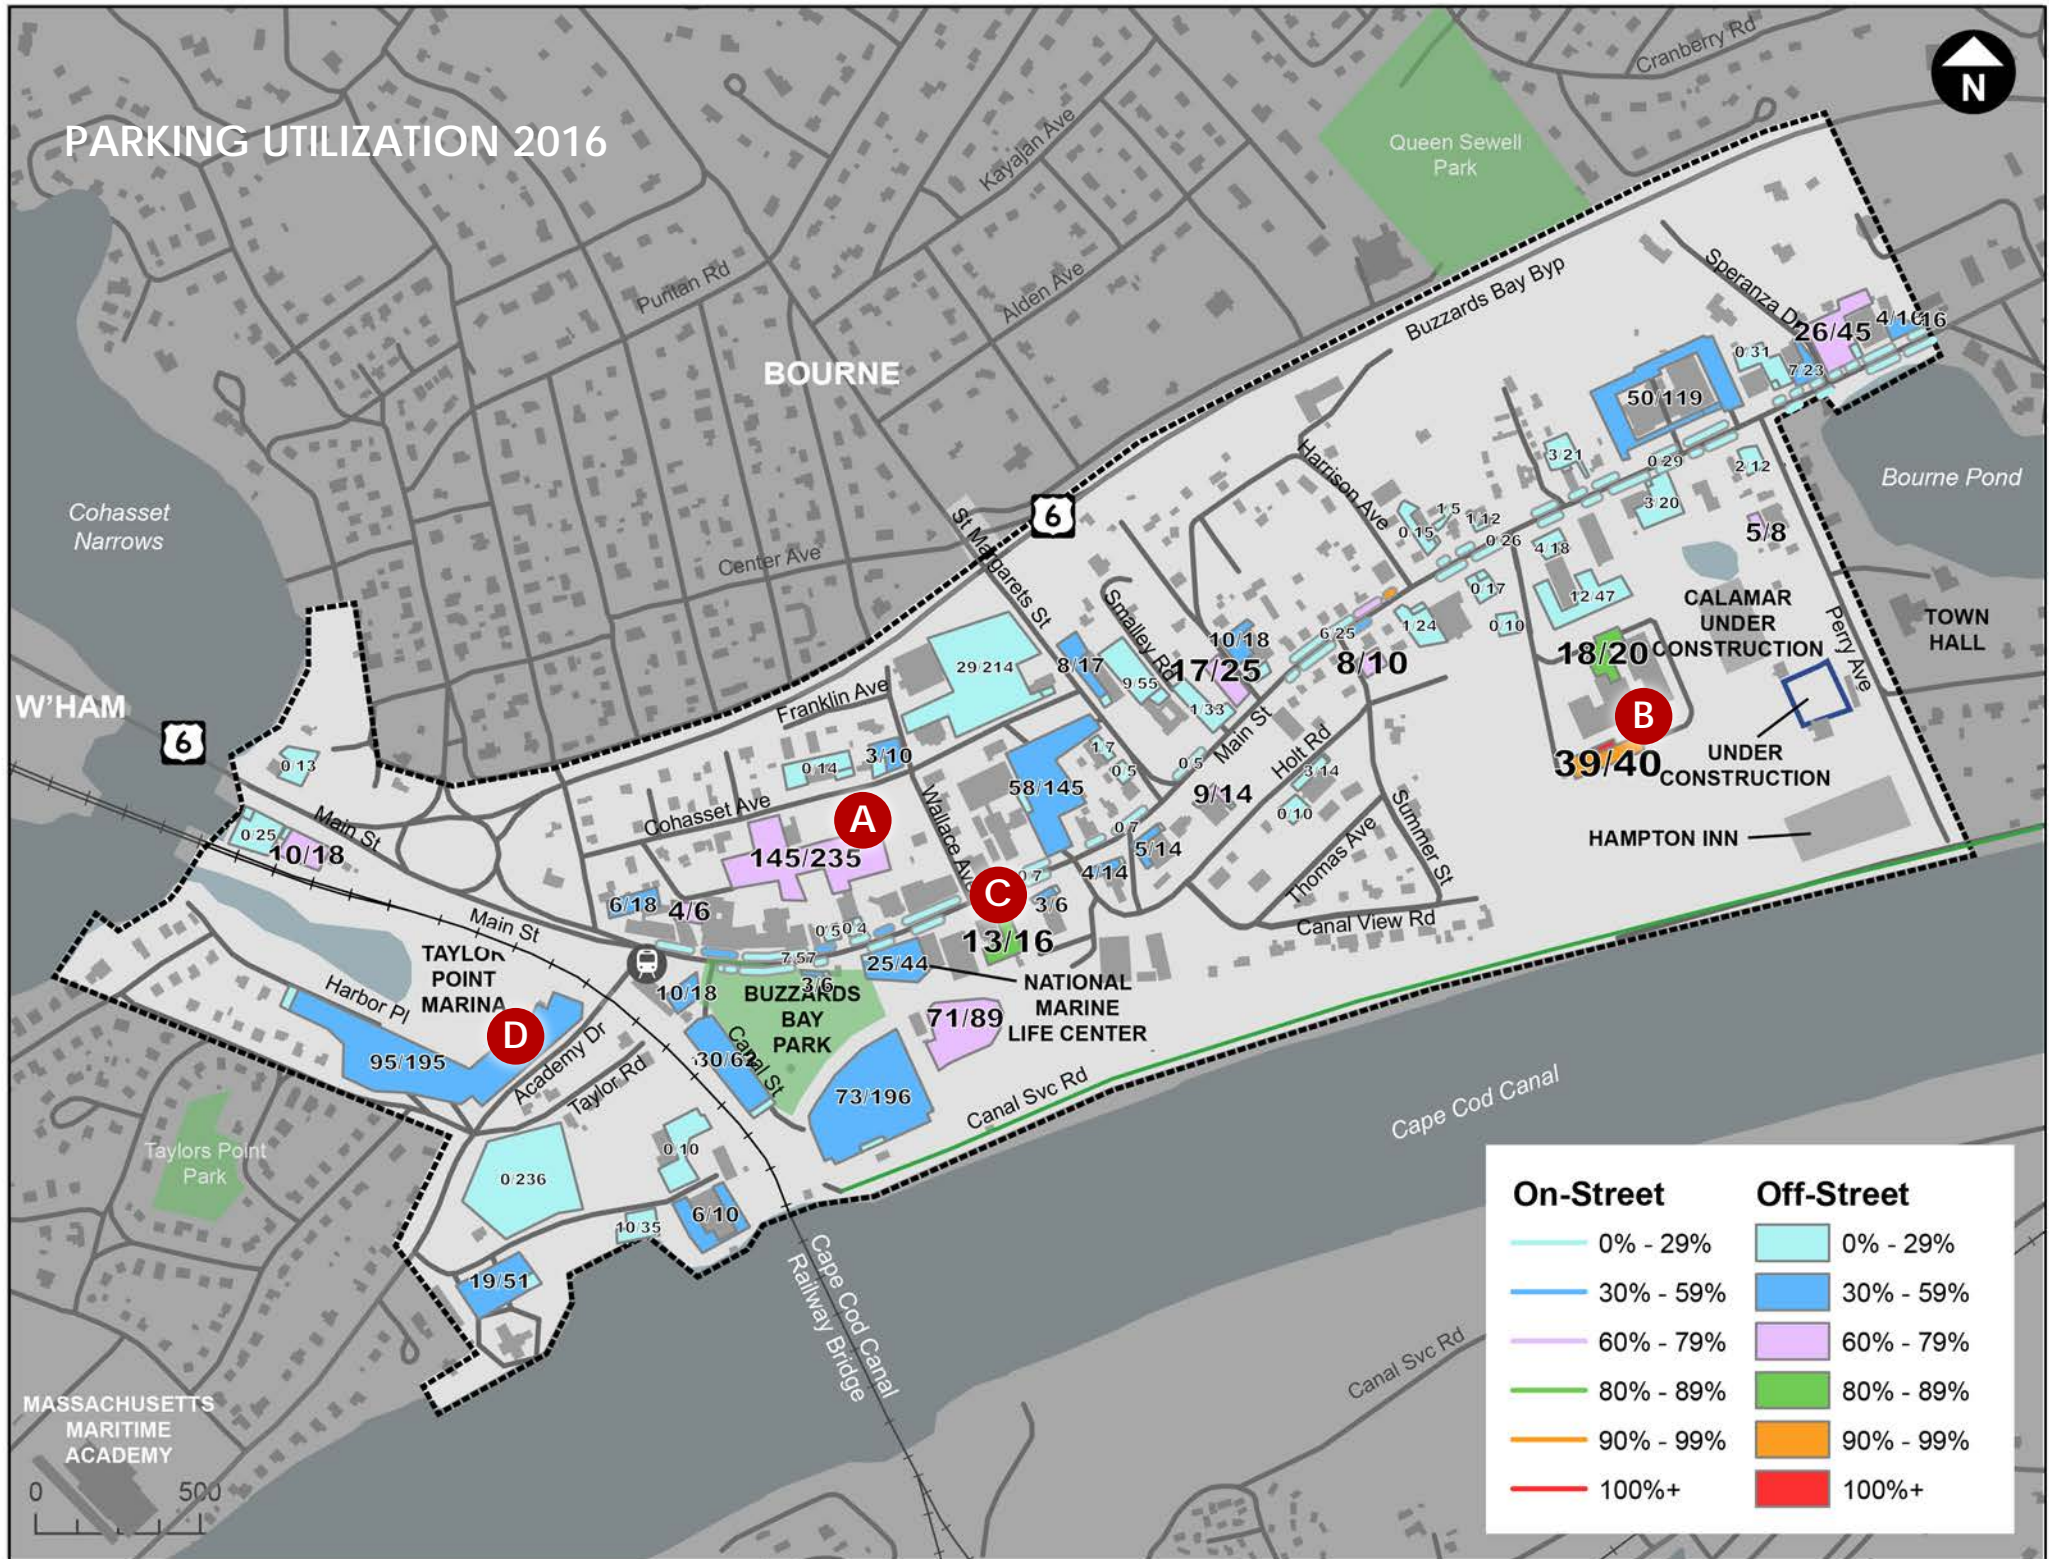 PARKING UTILIZATION 2016
N
Cranberry Rd
Queen Sewell
Park
Kayajan Ave
Puritan Rd
Alden Ave
BOURNE
Buzzards Bay Byp
Speranza Dr
26/45
4/16
16
0/31
7/23
50/119
Cohasset
Narrows
Center Ave
6
St Margarets St
Harrison Ave
3/21
0/29
2/12
Bourne Pond
3/20
1/5
1/12
0/15
0/26
4/18
5/8
0/17
12/47
0/10
1/24
6/25
CALAMAR
UNDER
CONSTRUCTION
TOWN
HALL
Perry Ave
Smalley Rd
10/18
17/25
8/10
18/20
29/214
8/17
9/55
1/33
B
39/40
UNDER
CONSTRUCTION
HAMPTON INN
W'HAM
6
Franklin Ave
Main St
Holt Rd
0/13
0/14
3/10
1/7
0/5
0/5
58/145
9/14
3/14
0/10
Summer St
Thomas Ave
Canal View Rd
Main St
0/25
10/18
Cohasset Ave
A
145/235
Wallace Ave
0/7
5/14
4/14
0/7
C
3/6
13/16
6/18
4/6
0/5
0/4
7/57
25/44
Main St
TAYLOR
POINT
MARINA
Harbor Pl
D
95/195
Academy Dr
Taylor Rd
10/18
3/6
BUZZARDS
BAY
PARK
Canal St
71/89
NATIONAL
MARINE
LIFE CENTER
73/196
Canal Svc Rd
Cape Cod Canal
Taylors Point
Park
0/236
0/10
6/10
10/35
19/51
Cape Cod Canal
Railway Bridge
Canal Svc Rd
MASSACHUSETTS
MARITIME
ACADEMY
0
500
On-Street
0% - 29%
30% - 59%
60% - 79%
80% - 89%
90% - 99%
100%+
Off-Street
0% - 29%
30% - 59%
60% - 79%
80% - 89%
90% - 99%
100%+